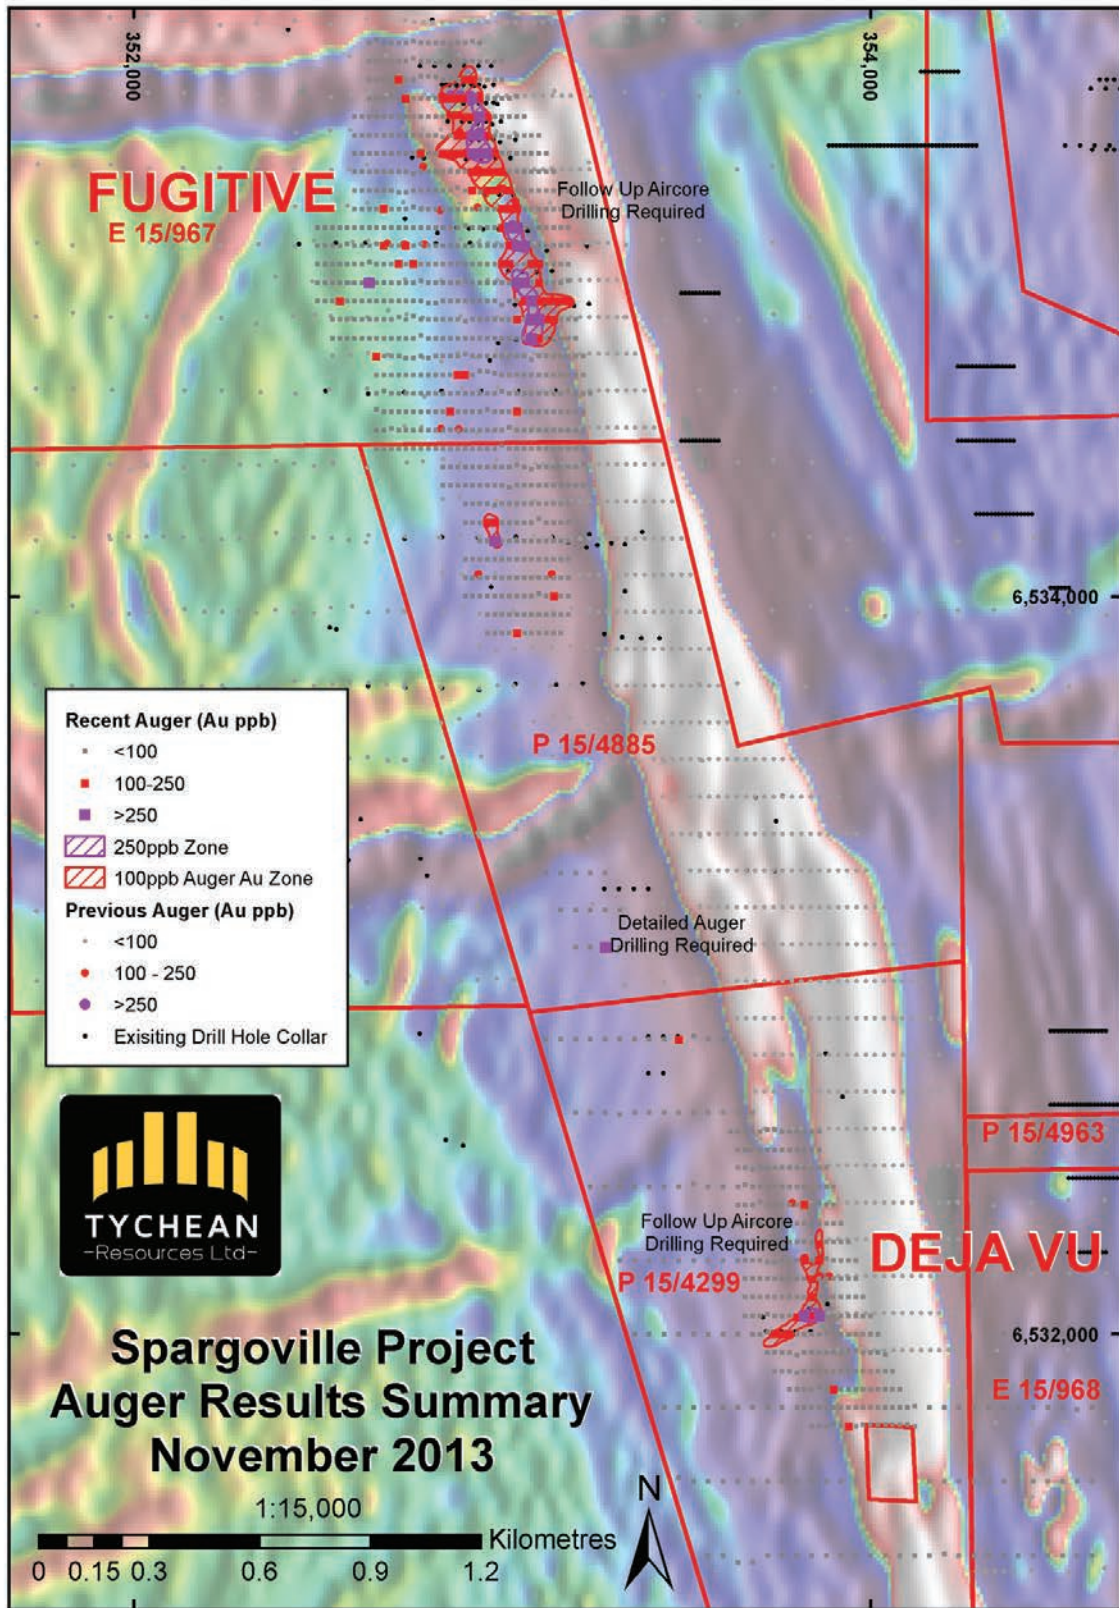 352,000
354,000
FUGITIVE
E 15/967
Follow Up Aircore
Drilling Required
6,534,000
Recent Auger (Au ppb)
<100
100-250
>250
250ppb Zone
100ppb Auger Au Zone
Previous Auger (Au ppb)
<100
100 - 250
>250
Exisiting Drill Hole Collar
P 15/4885
Detailed Auger
Drilling Required
P 15/4963
TYCHEAN
-Resources Ltd-
Follow Up Aircore
Drilling Required
DEJA VU
P 15/4299
6,532,000
E 15/968
Spargoville Project
Auger Results Summary
November 2013
1:15,000
N
Kilometres
0 0.15 0.3 0.6 0.9 1.2